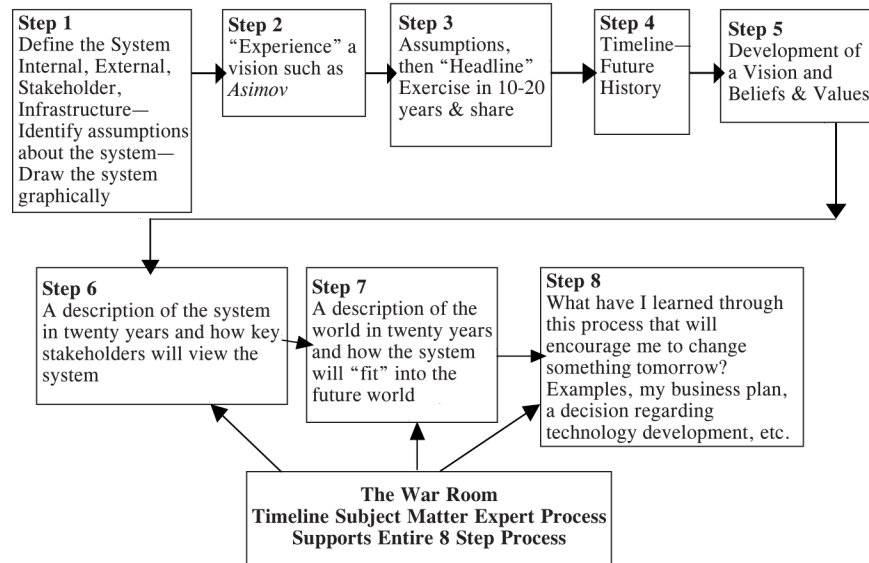 Step 1
Define the System
Internal, External,
Stakeholder,
Infrastructure—
Identify assumptions
about the system—
Draw the system
graphically
Step 2
“Experience” a
vision such as
Asimov
Step 3
Assumptions,
then “Headline”
Exercise in 10-20
years & share
Step 4
Timeline—
Future
History
Step 5
Development of
a Vision and
Beliefs & Values
Step 6
A description of the system
in twenty years and how key
stakeholders will view the
system
Step 7
A description of the
world in twenty years
and how the system
will “fit” into the
future world
Step 8
What have I learned through
this process that will
encourage me to change
something tomorrow?
Examples, my business plan,
a decision regarding
technology development, etc.
The War Room
Timeline Subject Matter Expert Process
Supports Entire 8 Step Process